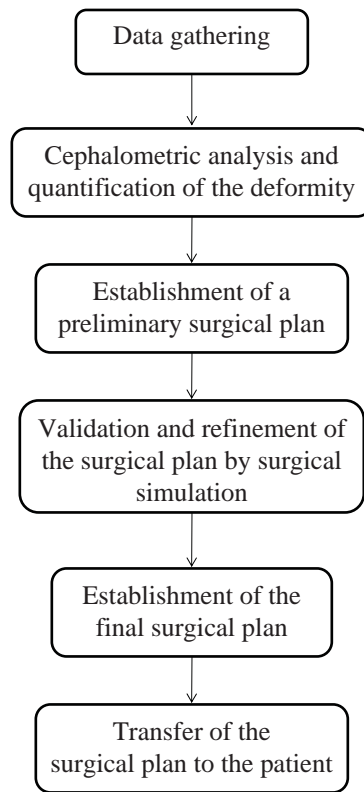 Data gathering
Cephalometric analysis and
quantification of the deformity
Establishment of a
preliminary surgical plan
Validation and refinement of
the surgical plan by surgical
simulation
Establishment of the
final surgical plan
Transfer of the
surgical plan to the patient